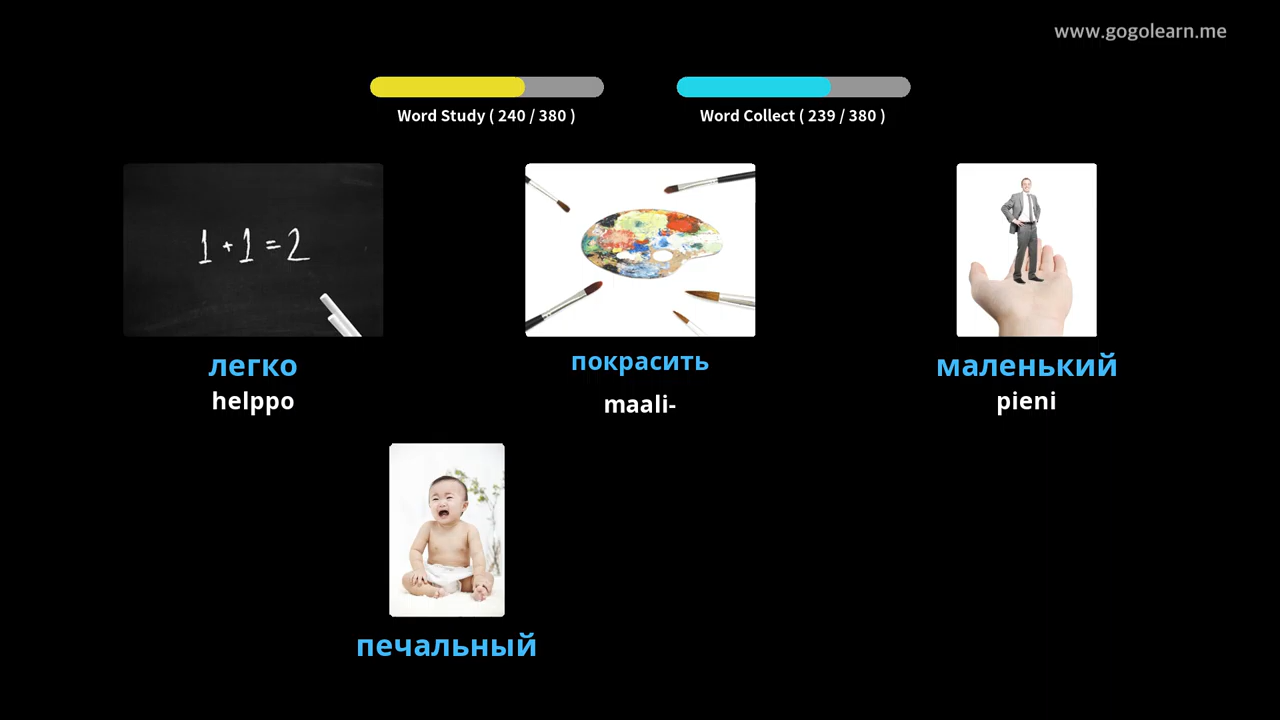 www.gogolearn.me
Word Study ( 240 / 380 )
Word Collect ( 239 / 380 )
1+1=2
легко
helppo
покрасить
maali-
маленький
pieni
печальный